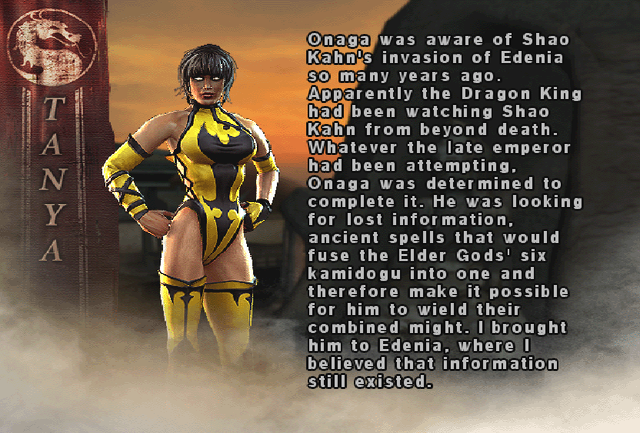 TANYA
Onaga was aware of Shao
Kahn's invasion of Edenia
so many years ago.
Apparently the Dragon King
had been watching Shao
Kahn from beyond death.
Whatever the late emperor
had been attempting,
Onaga was determined to
complete it. He was looking
for lost information,
ancient spells that would
fuse the Elder Gods' six
kamidogu into one and
therefore make it possible
for him to wield their
combined might. I brought
him to Edenia, where I
believed that information
still existed.